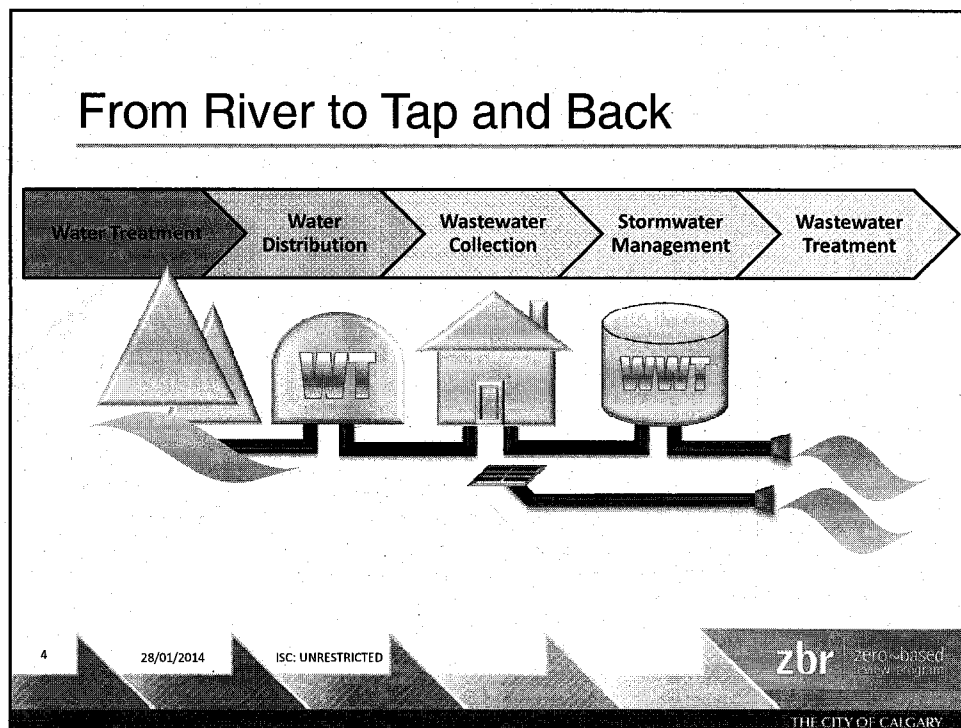 From River to Tap and Back
Water Treatment
Water
Distribution
Wastewater
Collection
Stormwater
Management
Wastewater
Treatment
WT
WWT
4
28/01/2014
ISC: UNRESTRICTED
zbr
zero-based
review program
THE CITY OF CALGARY